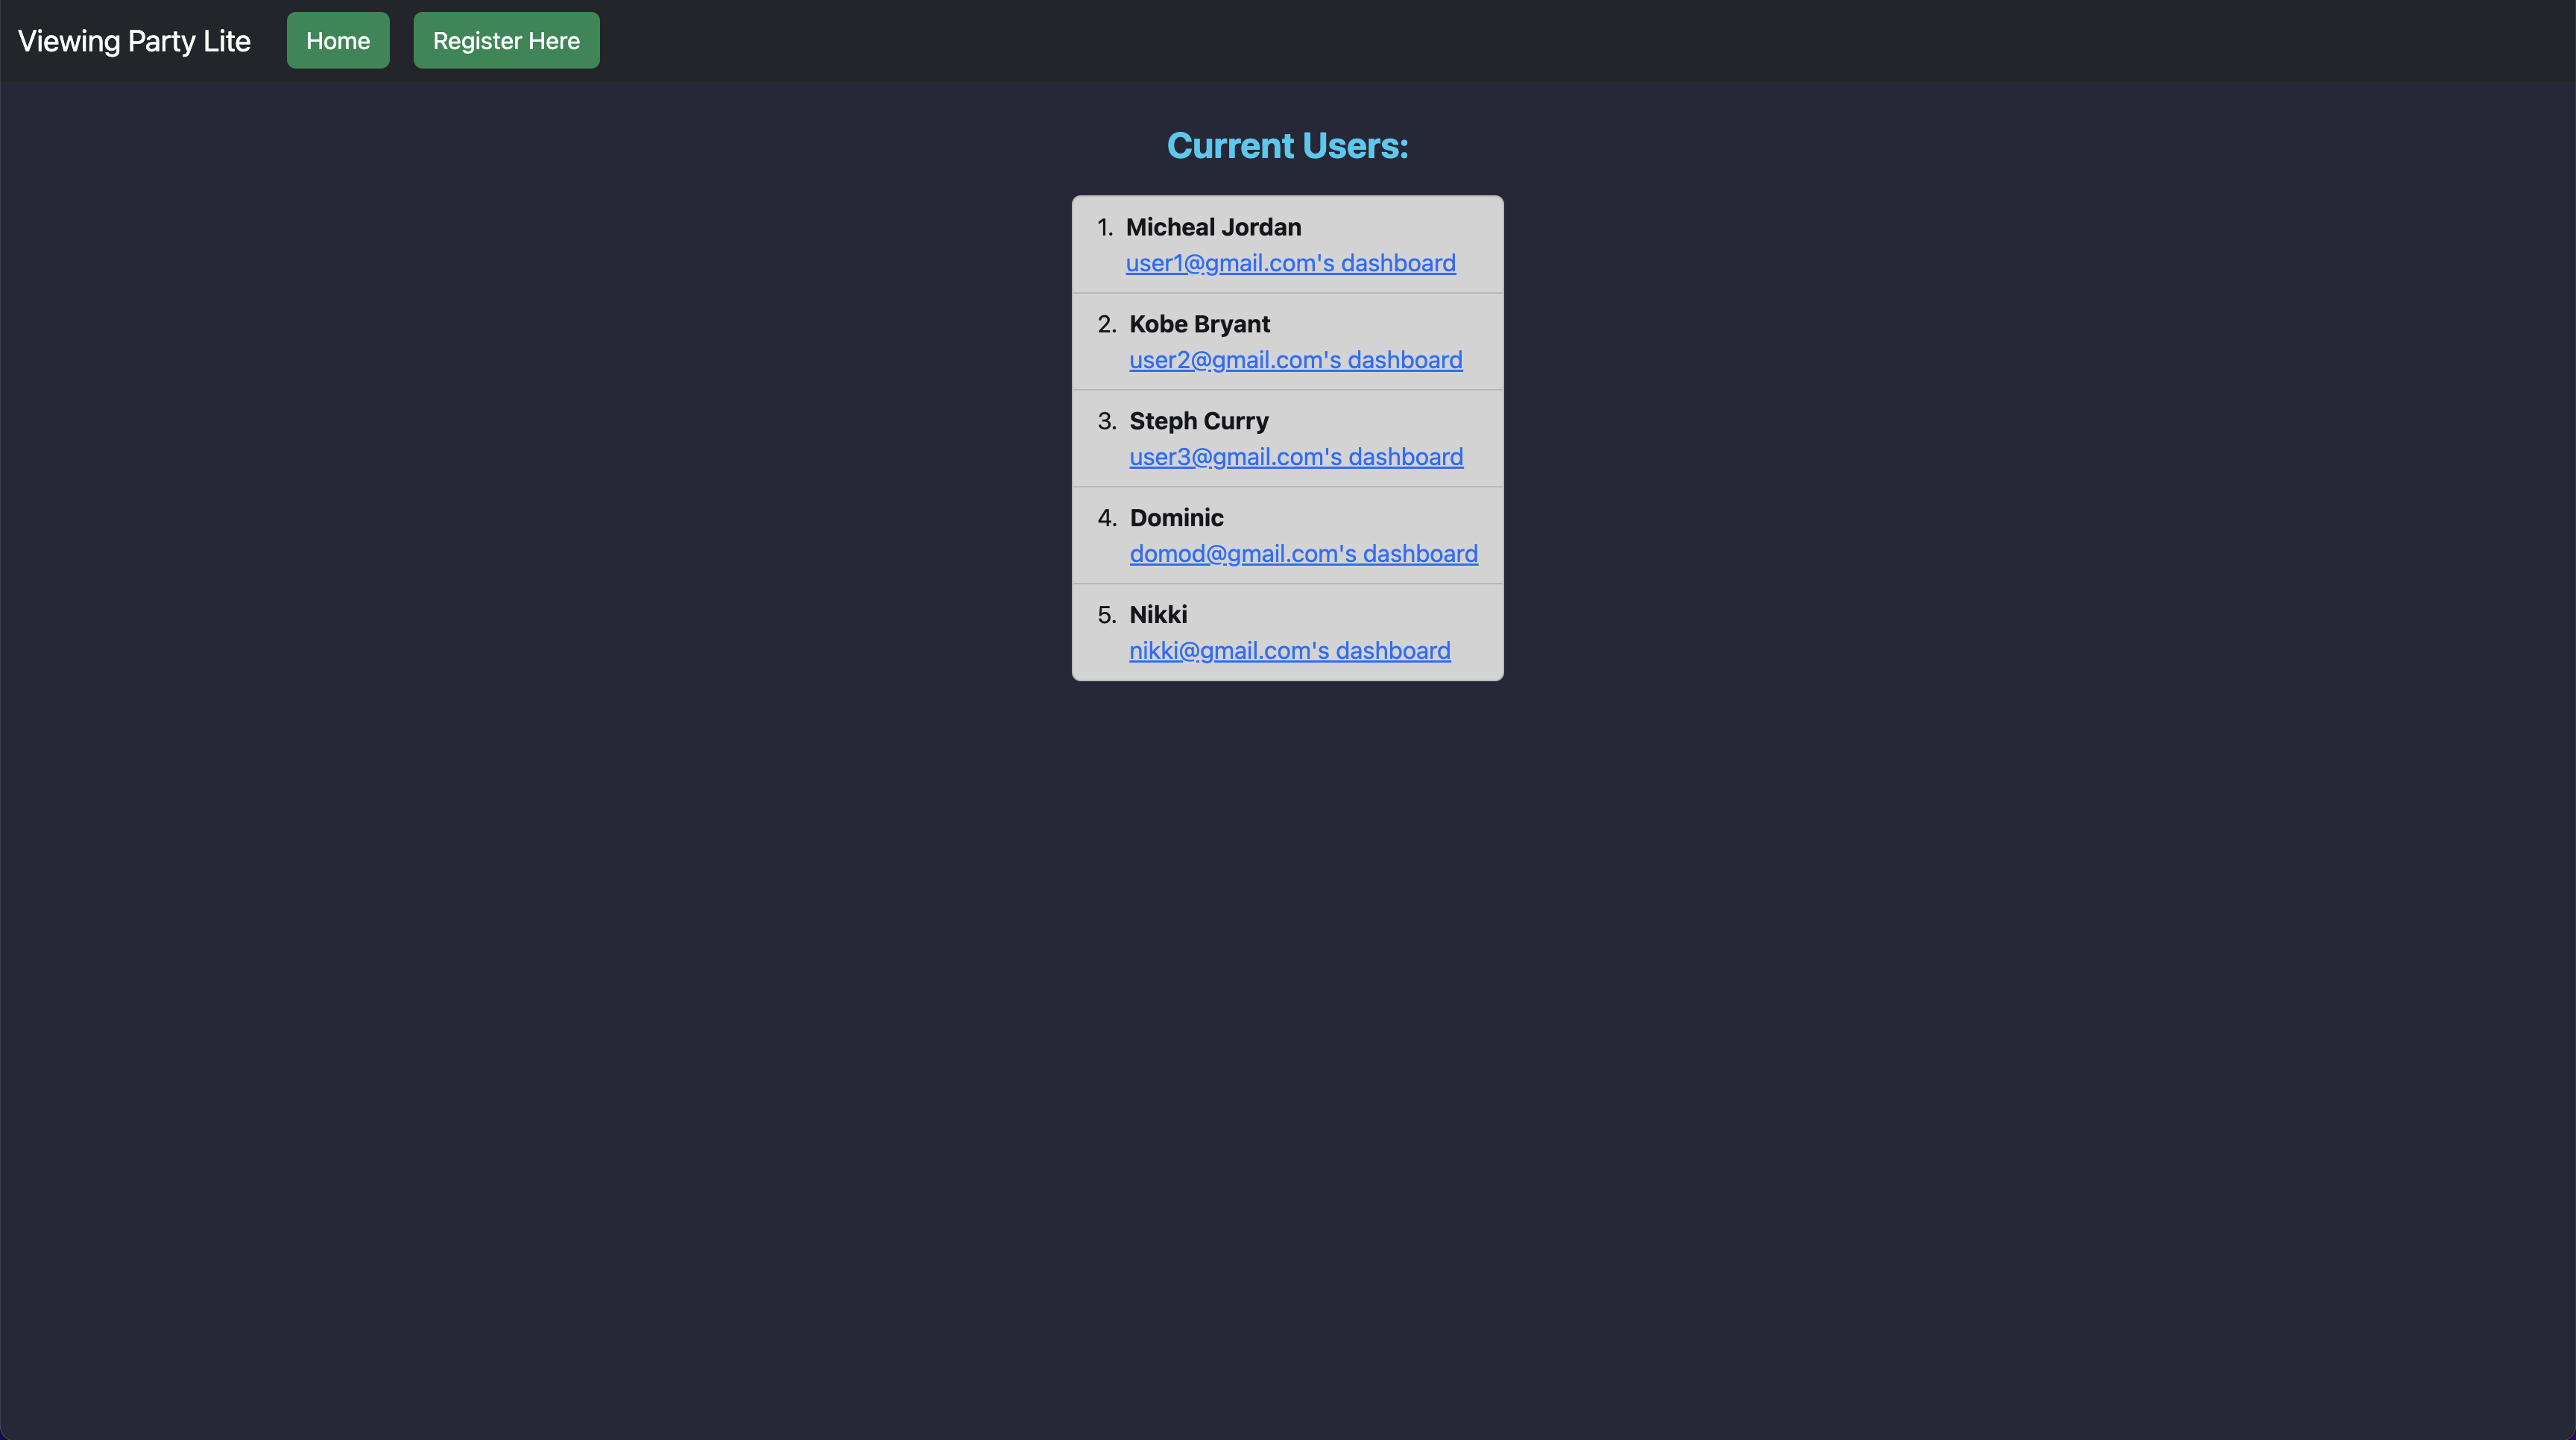 Viewing Party Lite Home Register Here
Current Users:
1. Micheal Jordan
user1@gmail.com's dashboard
2. Kobe Bryant
user2@gmail.com's dashboard
3. Steph Curry
user3@gmail.com's dashboard
4. Dominic
domod@gmail.com's dashboard
5. Nikki
nikki@gmail.com's dashboard